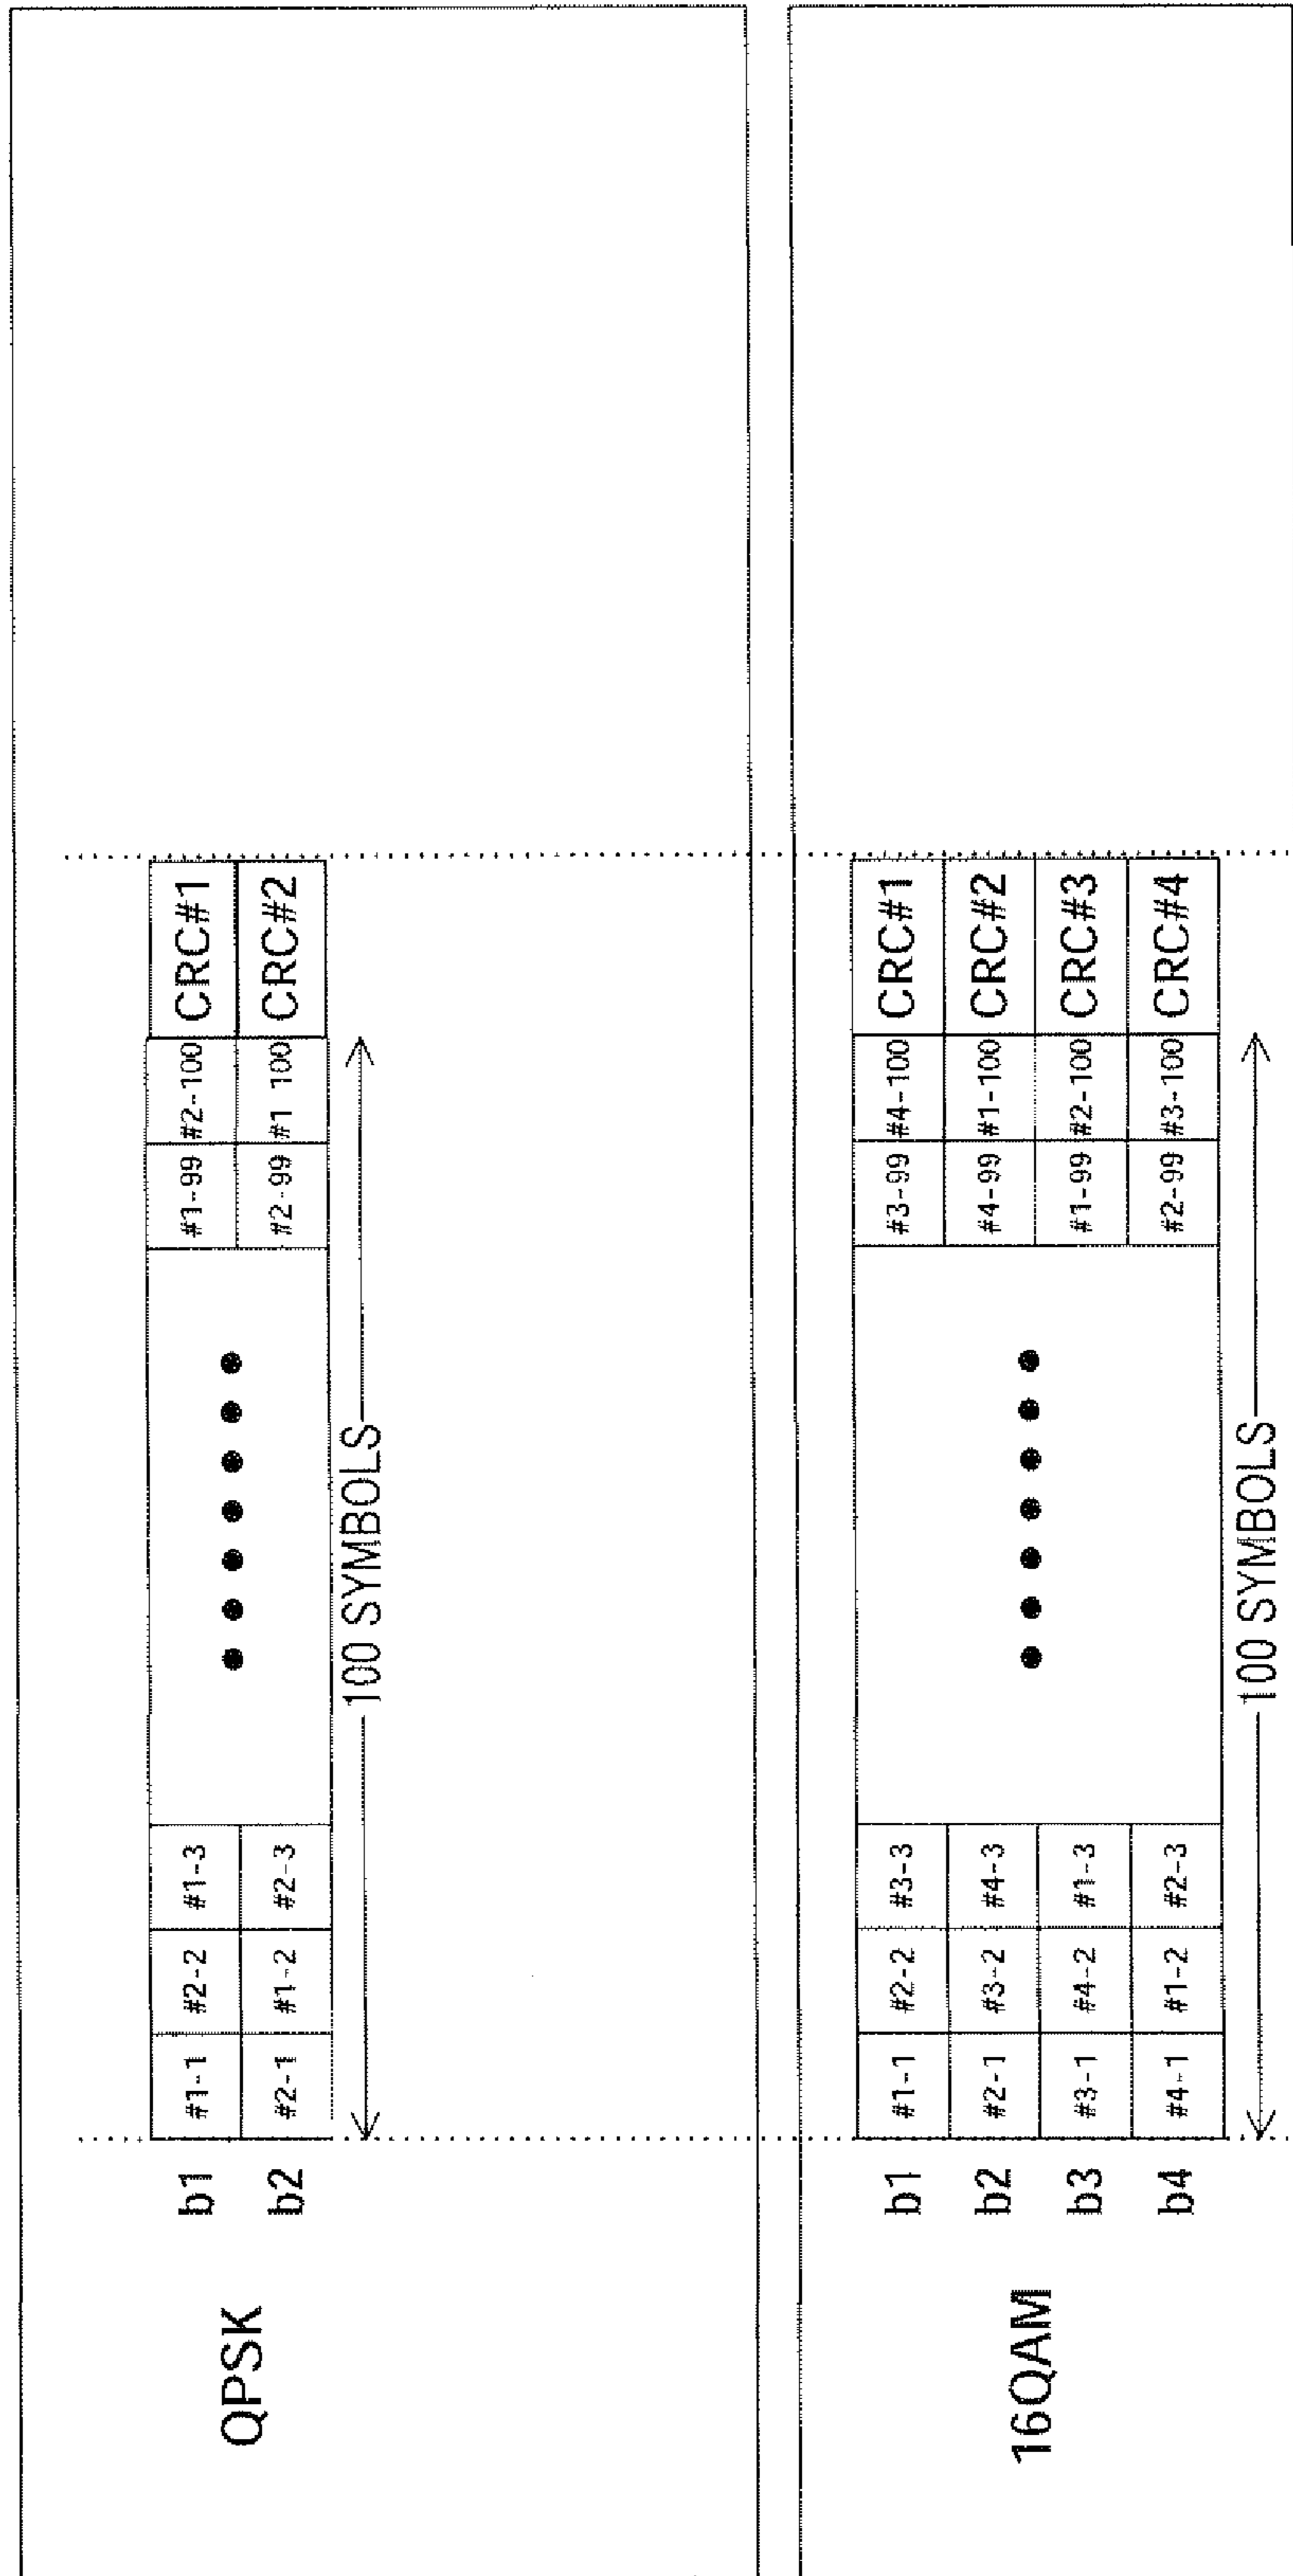 QPSK
b1 #1-1 #2-2 #1-3 #1-99 #2-100 CRC#1
b2 #2-1 #1-2 #2-3 #2-99 #1 100 CRC#2
100 SYMBOLS
16QAM
b1 #1-1 #2-2 #3-3 #3-99 #4-100 CRC#1
b2 #2-1 #3-2 #4-3 #4-99 #1-100 CRC#2
b3 #3-1 #4-2 #1-3 #1-99 #2-100 CRC#3
b4 #4-1 #1-2 #2-3 #2-99 #3-100 CRC#4
100 SYMBOLS